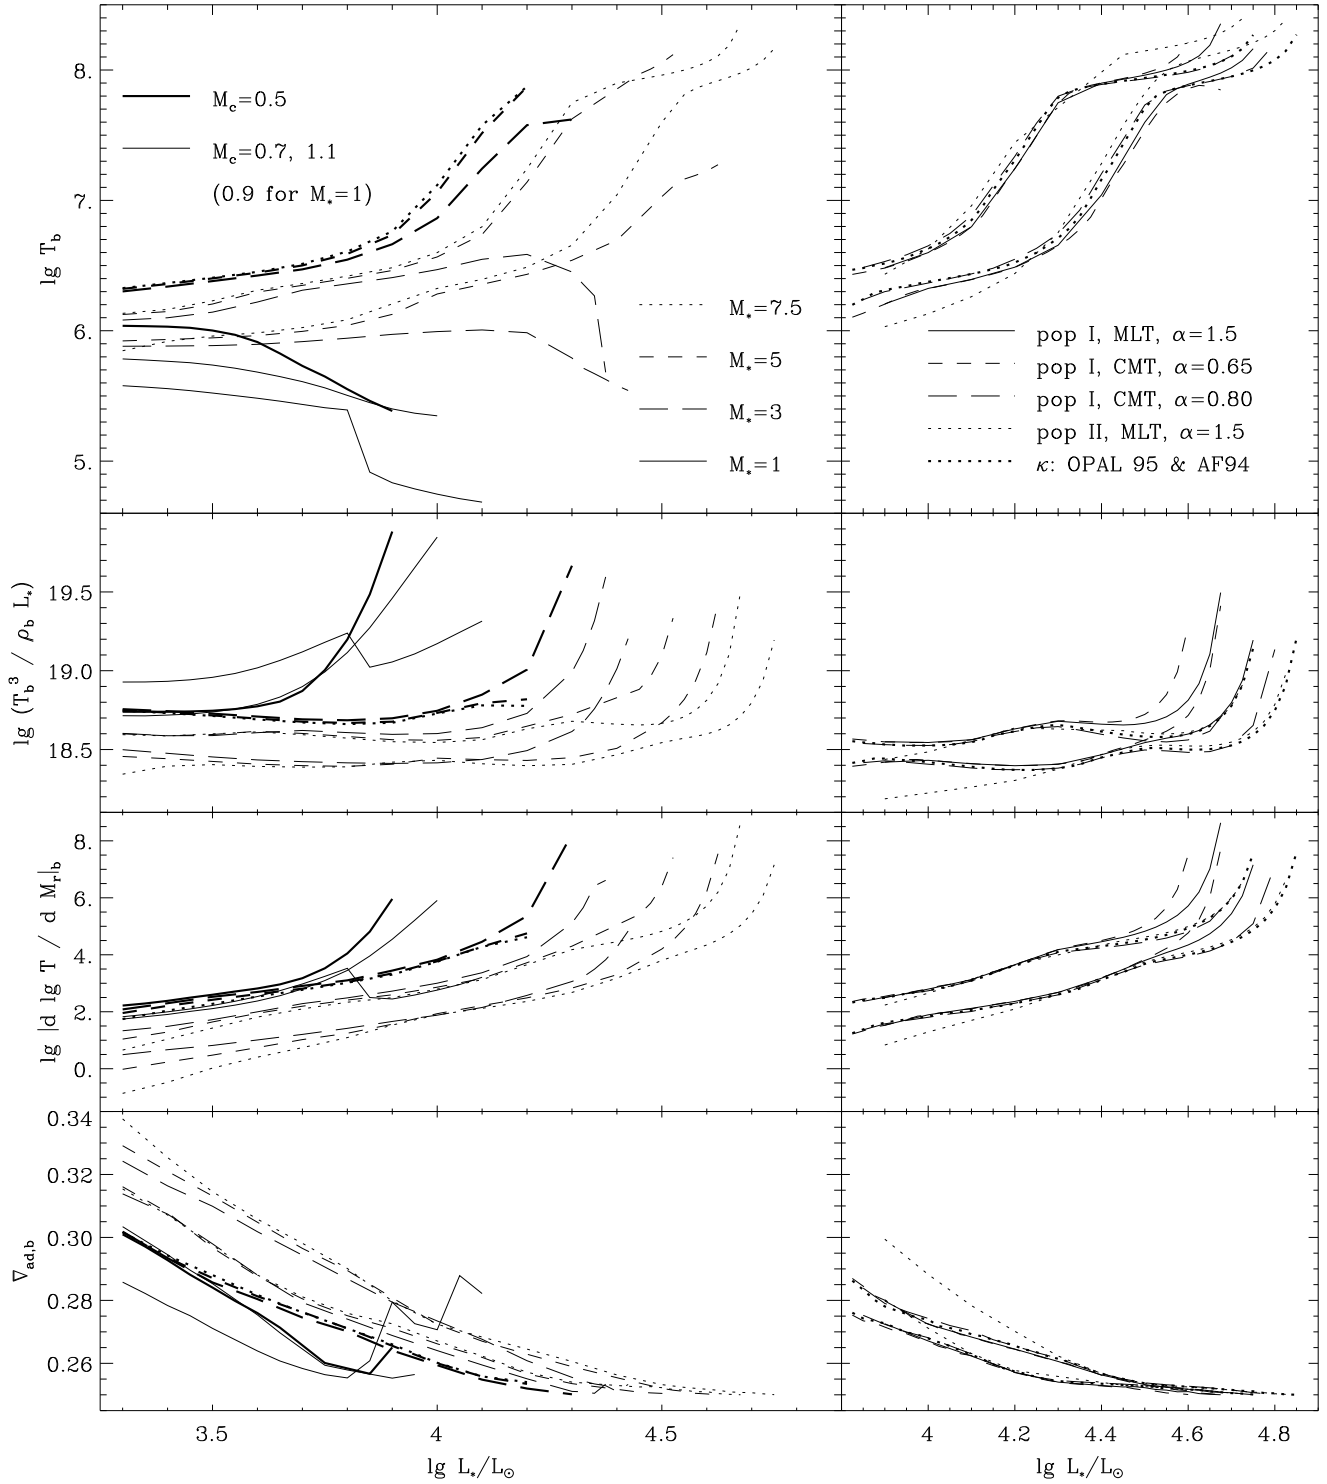 8.
7.
6.
5.
lg T_b
M_c=0.5
M_c=0.7, 1.1
(0.9 for M_*=1)
M_*=7.5
M_*=5
M_*=3
M_*=1
pop I, MLT, α=1.5
pop I, CMT, α=0.65
pop I, CMT, α=0.80
pop II, MLT, α=1.5
κ: OPAL 95 & AF94
19.5
19.0
18.5
lg (T_b^3 / ρ_b L_*)
8.
6.
4.
2.
0.
lg |d lg T / d M_r|_b
0.34
0.32
0.30
0.28
0.26
∇_ad,b
3.5
4.0
4.5
4
4.2
4.4
4.6
4.8
lg L_*/L_⊙
lg L_*/L_⊙